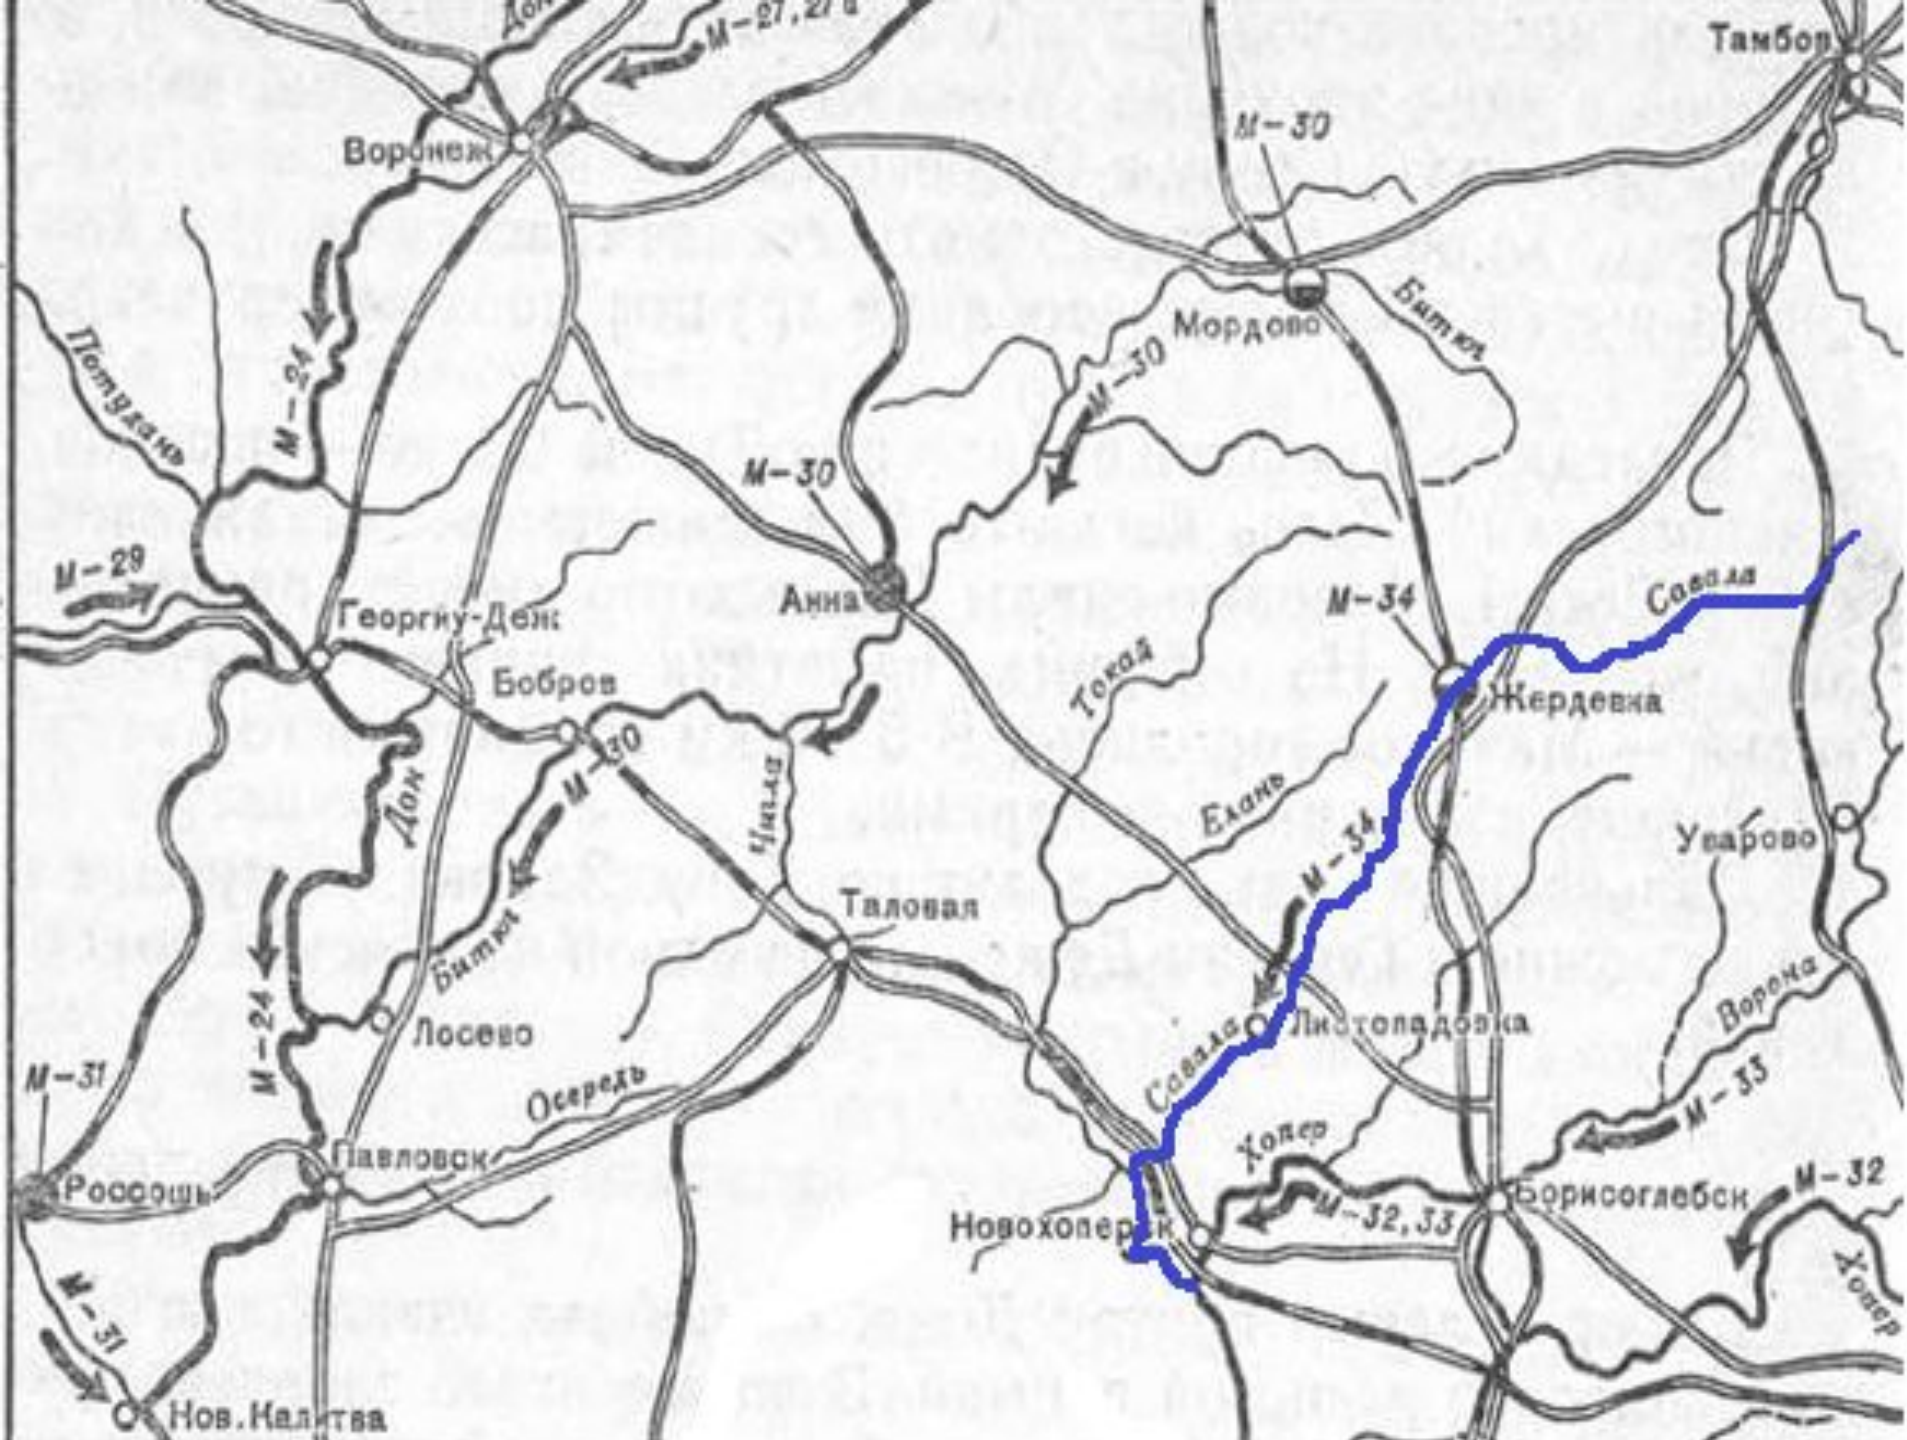 Дон
М-27,27а
Тамбов
М-30
Воронеж
Битюг
Мордово
М-30
Потудань
М-24
М-30
М-29
Савала
Анна
М-34
Георгиу-Деж
Токай
Жердевка
Бобров
М-30
Дон
Чигла
Елань
Уварово
М-34
Таловая
Битюг
Ворона
Лосево
М-24
Листопадовка
Савала
М-31
Осередь
М-33
Хопер
Павловск
М-32
Россошь
Борисоглебск
М-32,33
Новохоперск
Хопер
М-31
Нов.Калитва